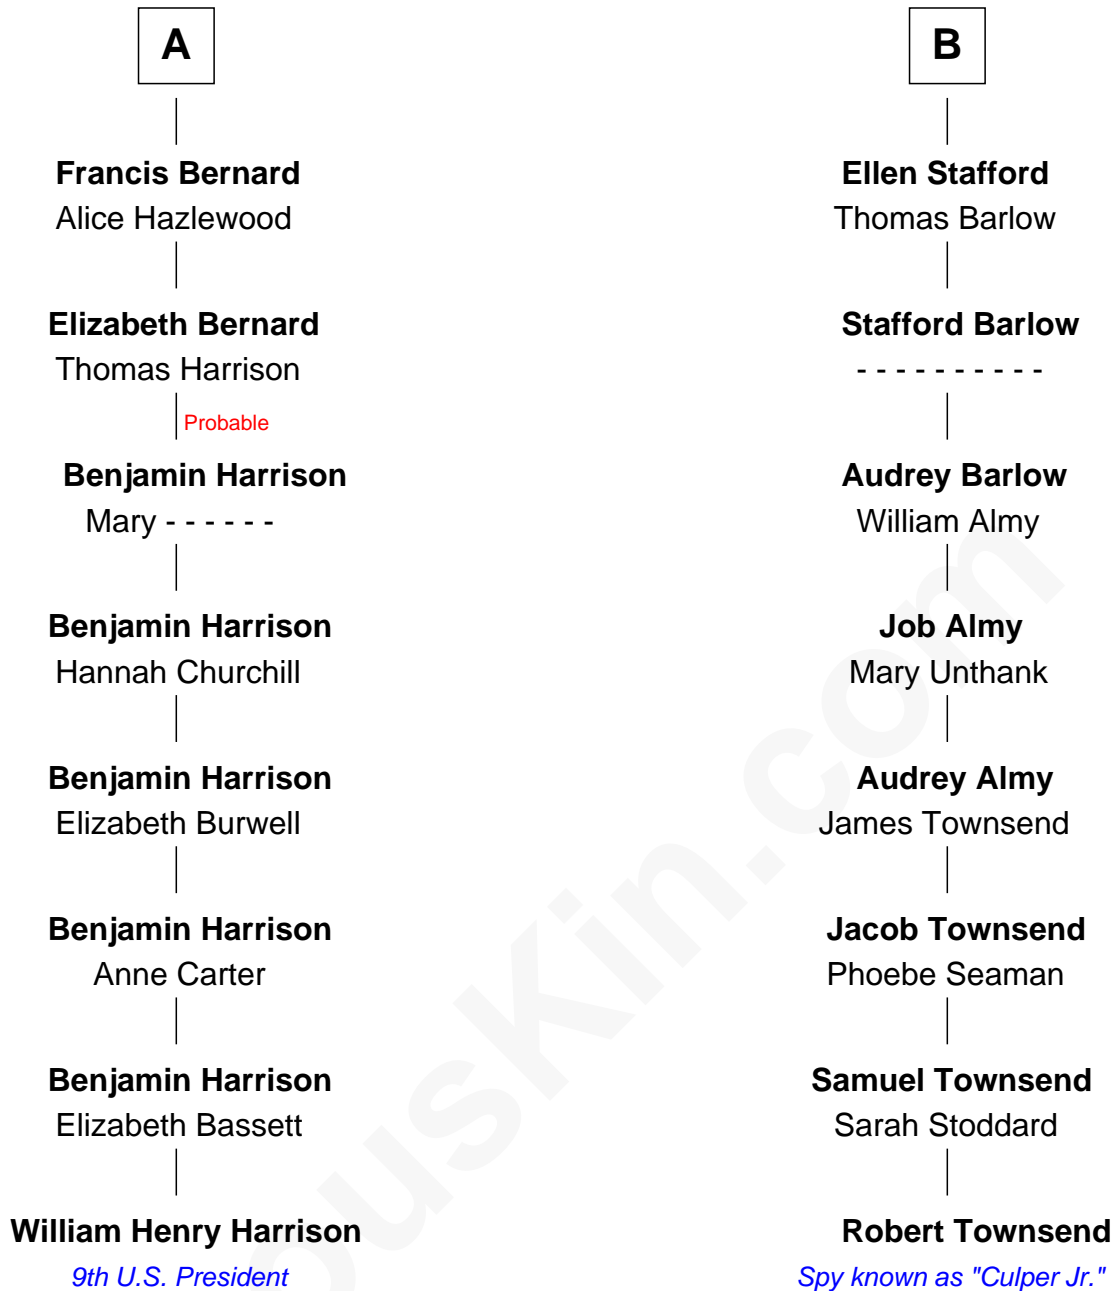 A
Francis Bernard
Alice Hazlewood
Elizabeth Bernard
Thomas Harrison
Probable
Benjamin Harrison
Mary - - - - - -
Benjamin Harrison
Hannah Churchill
Benjamin Harrison
Elizabeth Burwell
Benjamin Harrison
Anne Carter
Benjamin Harrison
Elizabeth Bassett
William Henry Harrison
9th U.S. President
B
Ellen Stafford
Thomas Barlow
Stafford Barlow
- - - - - - - - - -
Audrey Barlow
William Almy
Job Almy
Mary Unthank
Audrey Almy
James Townsend
Jacob Townsend
Phoebe Seaman
Samuel Townsend
Sarah Stoddard
Robert Townsend
Spy known as "Culper Jr."
ousKin.com